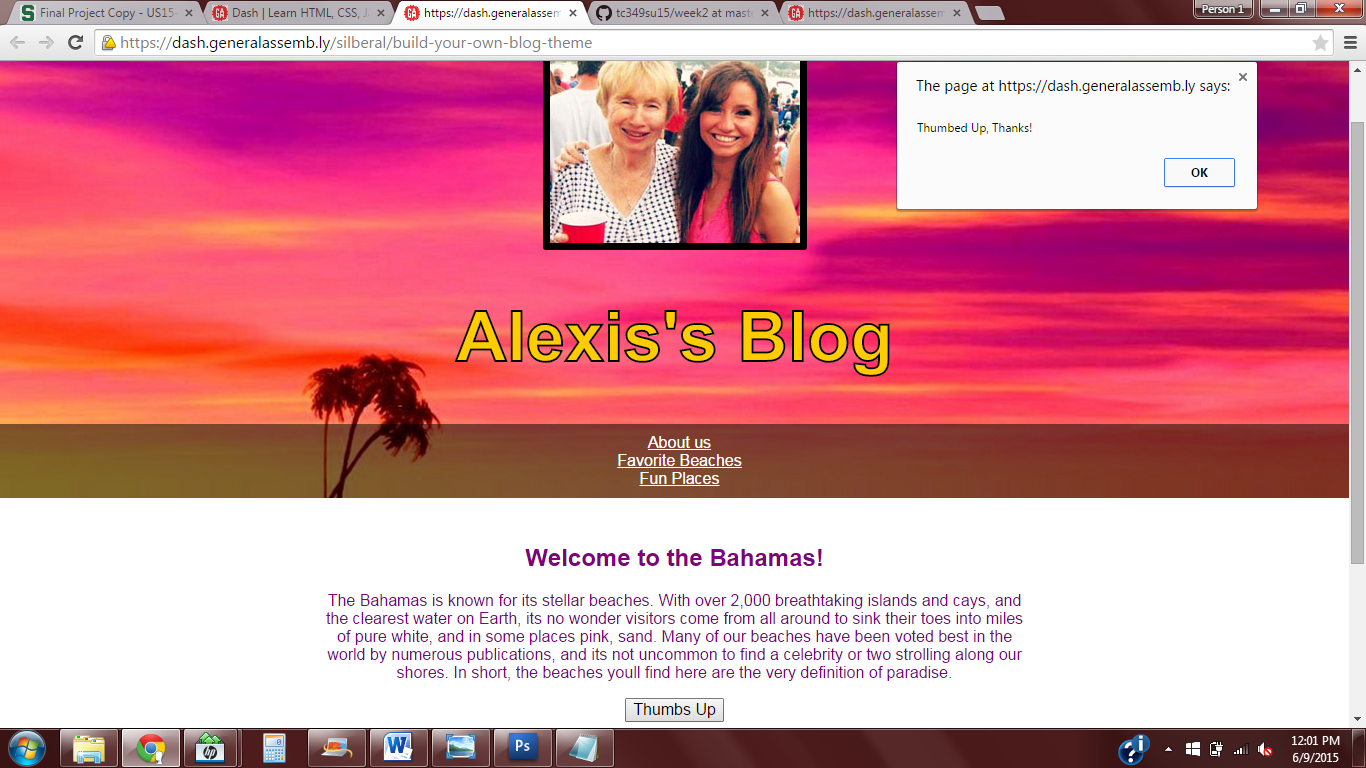 Final Project Copy - US15-
Dash | Learn HTML, CSS, J
https://dash.generalassem
tc349su15/week2 at mast
https://dash.generalassem
Person 1
https://dash.generalassemb.ly/silberal/build-your-own-blog-theme
The page at https://dash.generalassemb.ly says:
Thumbed Up, Thanks!
OK
Alexis's Blog
About us
Favorite Beaches
Fun Places
Welcome to the Bahamas!
The Bahamas is known for its stellar beaches. With over 2,000 breathtaking islands and cays, and
the clearest water on Earth, its no wonder visitors come from all around to sink their toes into miles
of pure white, and in some places pink, sand. Many of our beaches have been voted best in the
world by numerous publications, and its not uncommon to find a celebrity or two strolling along our
shores. In short, the beaches youll find here are the very definition of paradise.
Thumbs Up
12:01 PM
6/9/2015